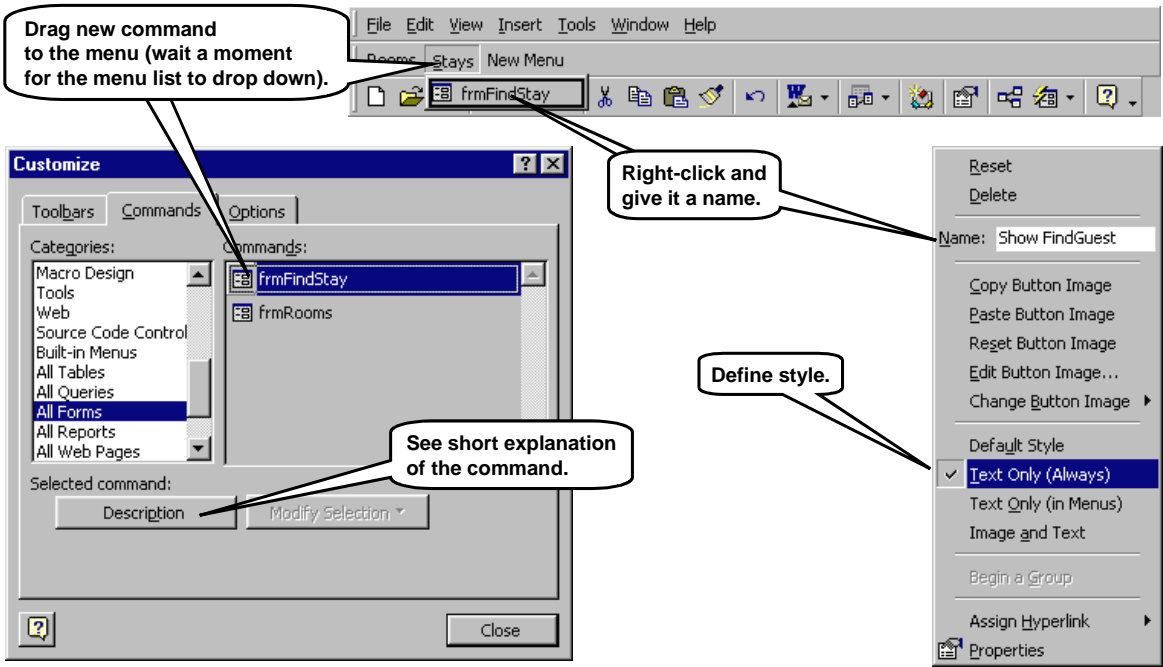 Drag new command
to the menu (wait a moment
for the menu list to drop down).
File Edit View Insert Tools Window Help
Rooms Stays New Menu
frmFindStay
Customize
Toolbars Commands Options
Categories:
Macro Design
Tools
Web
Source Code Control
Built-in Menus
All Tables
All Queries
All Forms
All Reports
All Web Pages
Commands:
frmFindStay
frmRooms
Selected command:
Description Modify Selection
Close
See short explanation
of the command.
Right-click and
give it a name.
Define style.
Reset
Delete
Name: Show FindGuest
Copy Button Image
Paste Button Image
Reset Button Image
Edit Button Image...
Change Button Image
Default Style
Text Only (Always)
Text Only (in Menus)
Image and Text
Begin a Group
Assign Hyperlink
Properties